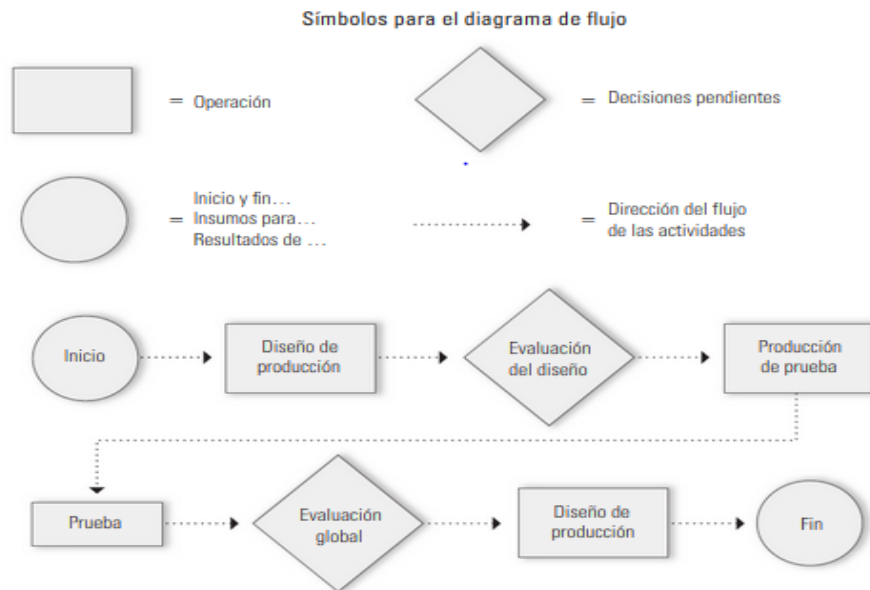 Símbolos para el diagrama de flujo
= Operación
= Decisiones pendientes
Inicio y fin...
= Insumos para...
Resultados de ...
= Dirección del flujo
de las actividades
Inicio
Diseño de
producción
Evaluación
del diseño
Producción
de prueba
Prueba
Evaluación
global
Diseño de
producción
Fin